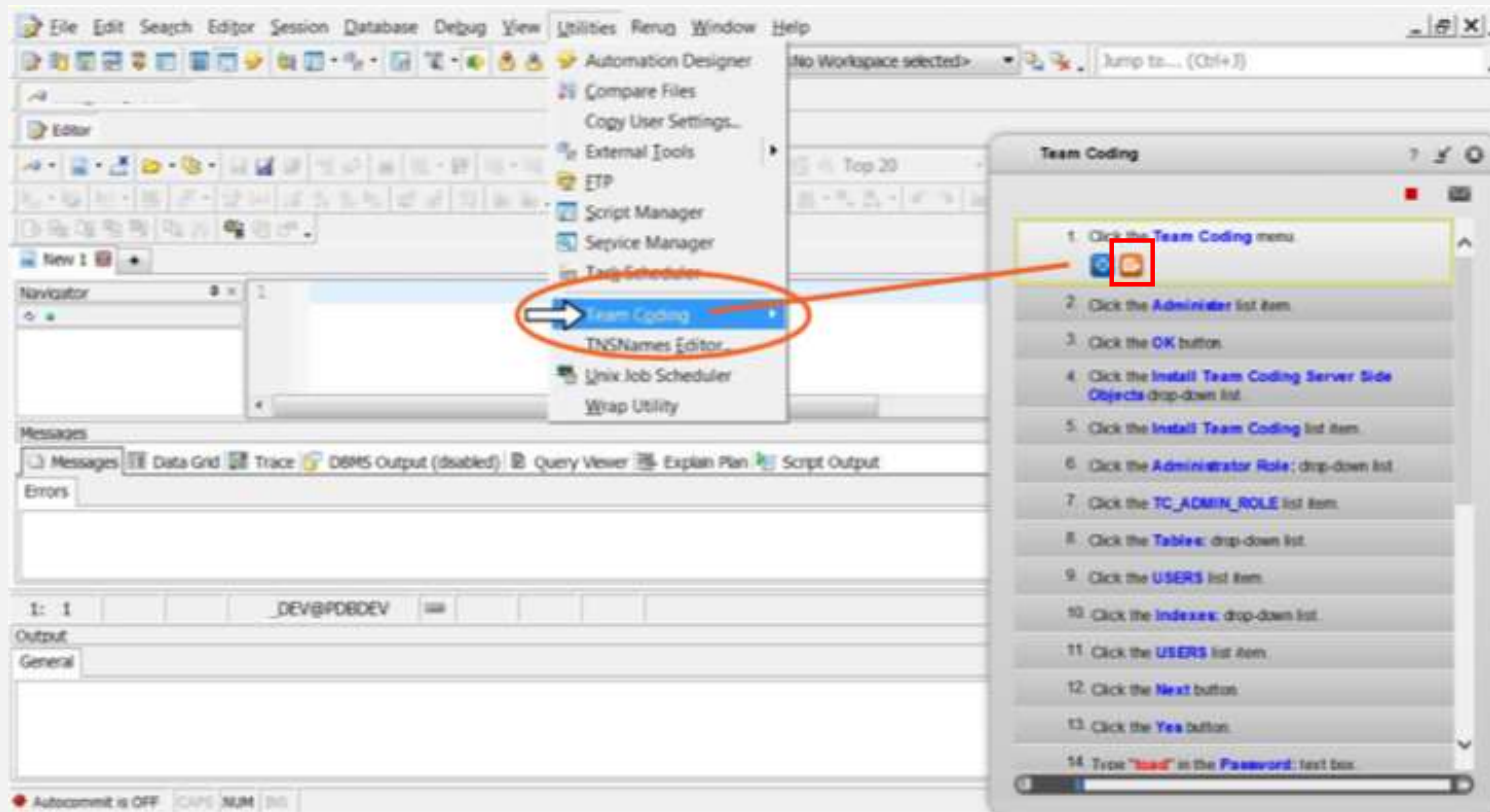 File Edit Search Editor Session Database Debug View Utilities Rerun Window Help
<No Workspace selected> Jump to... (Ctrl+J)
Editor
Top 20
New 1
Navigator
1
Automation Designer
Compare Files
Copy User Settings...
External Tools
FTP
Script Manager
Service Manager
Task Scheduler
Team Coding
TNSNames Editor...
Unix Job Scheduler
Wrap Utility
Messages
Messages Data Grid Trace DBMS Output (disabled) Query Viewer Explain Plan Script Output
Errors
1: 1 _DEV@PDBDEV
Output
General
Autocommit is OFF CAPS NUM INS
Team Coding ?
1. Click the Team Coding menu.
2. Click the Administer list item.
3. Click the OK button.
4. Click the Install Team Coding Server Side
Objects drop-down list.
5. Click the Install Team Coding list item.
6. Click the Administrator Role: drop-down list.
7. Click the TC_ADMIN_ROLE list item.
8. Click the Tables: drop-down list.
9. Click the USERS list item.
10. Click the Indexes: drop-down list.
11. Click the USERS list item.
12. Click the Next button.
13. Click the Yes button.
14. Type "toad" in the Password: text box.